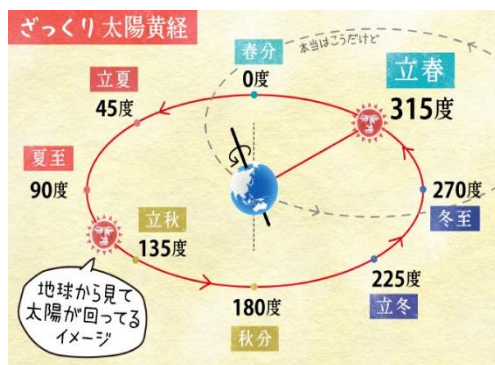 ざっくり太陽黄経
本当はこうだけど
春分
0度
立春
315度
立夏
45度
夏至
90度
270度
冬至
立秋
135度
225度
立冬
180度
秋分
地球から見て
太陽が回ってる
イメージ